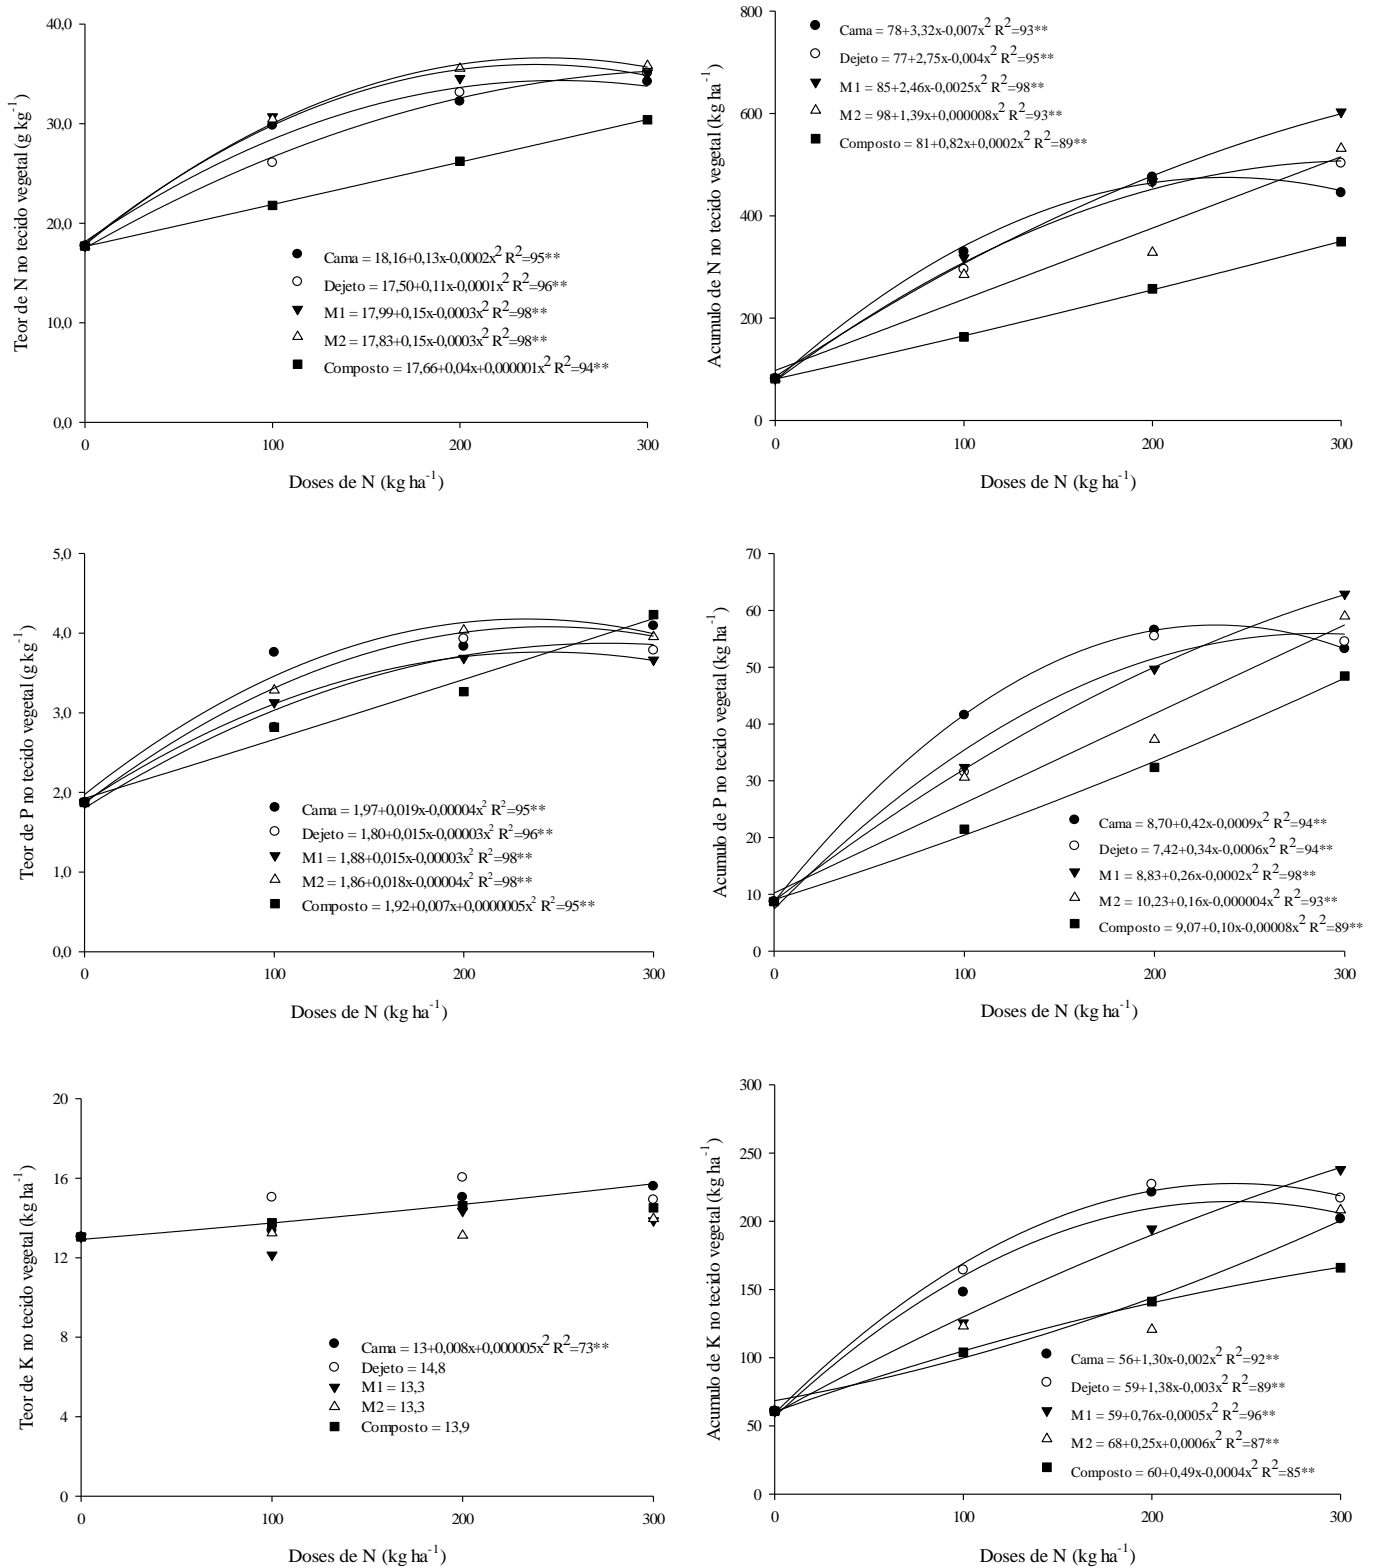 Teor de N no tecido vegetal (g kg-1)
40,0
30,0
20,0
10,0
0,0
Cama = 18,16+0,13x-0,0002x2 R2=95**
Dejeto = 17,50+0,11x-0,0001x2 R2=96**
M1 = 17,99+0,15x-0,0003x2 R2=98**
M2 = 17,83+0,15x-0,0003x2 R2=98**
Composto = 17,66+0,04x+0,000001x2 R2=94**
0 100 200 300
Doses de N (kg ha-1)
Acumulo de N no tecido vegetal (kg ha-1)
800
600
400
200
0
Cama = 78+3,32x-0,007x2 R2=93**
Dejeto = 77+2,75x-0,004x2 R2=95**
M1 = 85+2,46x-0,0025x2 R2=98**
M2 = 98+1,39x+0,000008x2 R2=93**
Composto = 81+0,82x+0,0002x2 R2=89**
0 100 200 300
Doses de N (kg ha-1)
Teor de P no tecido vegetal (g kg-1)
5,0
4,0
3,0
2,0
1,0
0,0
Cama = 1,97+0,019x-0,00004x2 R2=95**
Dejeto = 1,80+0,015x-0,00003x2 R2=96**
M1 = 1,88+0,015x-0,00003x2 R2=98**
M2 = 1,86+0,018x-0,00004x2 R2=98**
Composto = 1,92+0,007x+0,0000005x2 R2=95**
0 100 200 300
Doses de N (kg ha-1)
Acumulo de P no tecido vegetal (kg ha-1)
70
60
50
40
30
20
10
0
Cama = 8,70+0,42x-0,0009x2 R2=94**
Dejeto = 7,42+0,34x-0,0006x2 R2=94**
M1 = 8,83+0,26x-0,0002x2 R2=98**
M2 = 10,23+0,16x-0,000004x2 R2=93**
Composto = 9,07+0,10x-0,00008x2 R2=89**
0 100 200 300
Doses de N (kg ha-1)
Teor de K no tecido vegetal (kg ha-1)
20
16
12
8
4
0
Cama = 13+0,008x+0,000005x2 R2=73**
Dejeto = 14,8
M1 = 13,3
M2 = 13,3
Composto = 13,9
0 100 200 300
Doses de N (kg ha-1)
Acumulo de K no tecido vegetal (kg ha-1)
300
250
200
150
100
50
0
Cama = 56+1,30x-0,002x2 R2=92**
Dejeto = 59+1,38x-0,003x2 R2=89**
M1 = 59+0,76x-0,0005x2 R2=96**
M2 = 68+0,25x+0,0006x2 R2=87**
Composto = 60+0,49x-0,0004x2 R2=85**
0 100 200 300
Doses de N (kg ha-1)